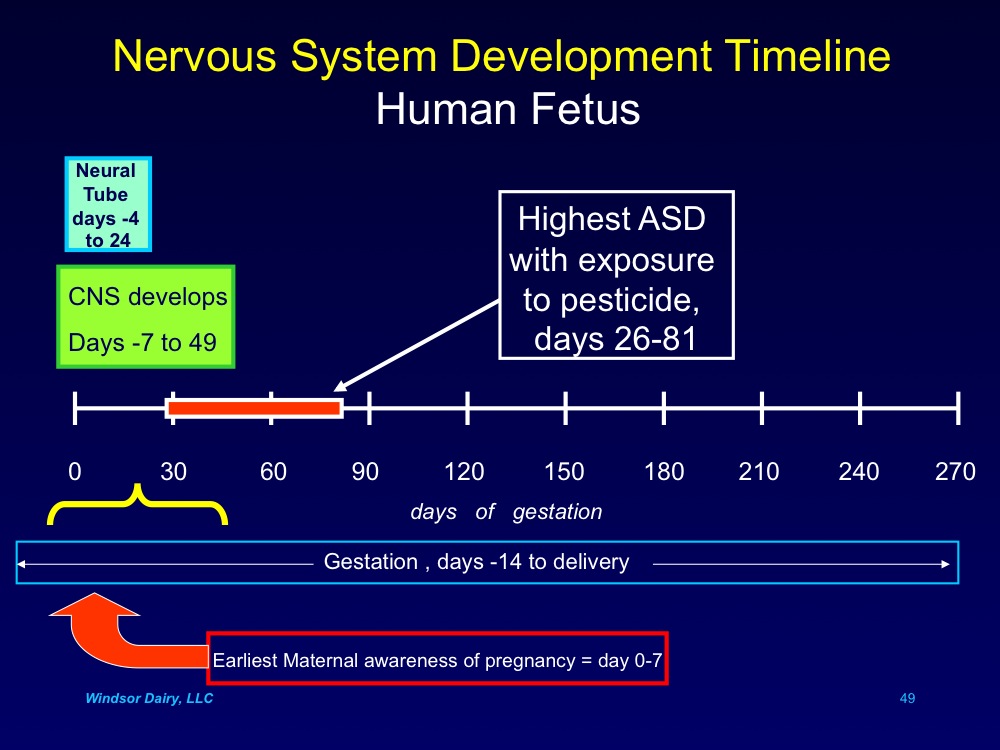 Nervous System Development Timeline
Human Fetus
Neural
Tube
days -4
to 24
CNS develops
Days -7 to 49
Highest ASD
with exposure
to pesticide,
days 26-81
0 30 60 90 120 150 180 210 240 270
days of gestation
Gestation , days -14 to delivery
Earliest Maternal awareness of pregnancy = day 0-7
Windsor Dairy, LLC
49